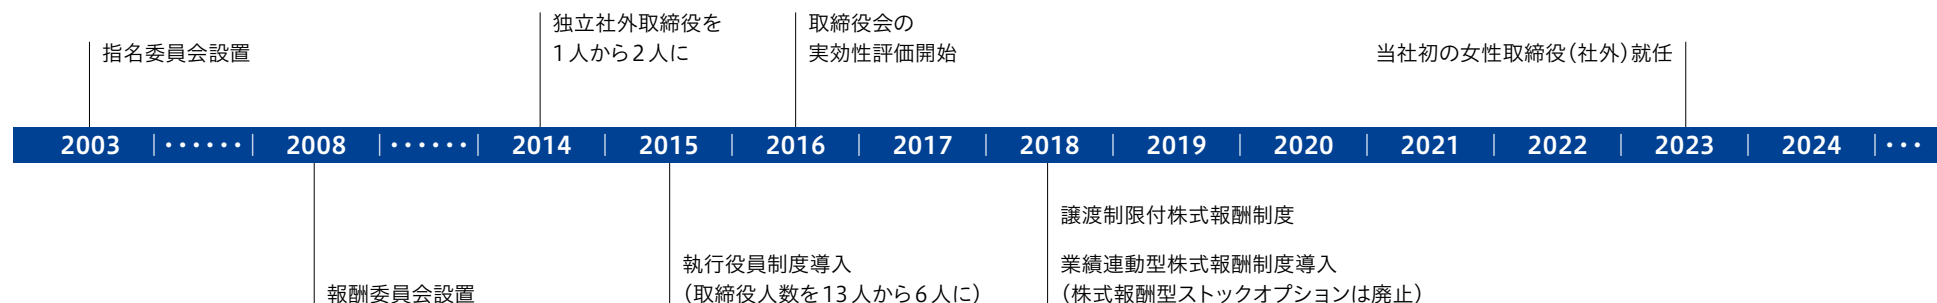 指名委員会設置
独立社外取締役を
1人から2人に
取締役会の
実効性評価開始
当社初の女性取締役(社外)就任
2003 |・・・・・・| 2008 |・・・・・・| 2014 | 2015 | 2016 | 2017 | 2018 | 2019 | 2020 | 2021 | 2022 | 2023 | 2024 |・・・
報酬委員会設置
執行役員制度導入
(取締役人数を13人から6人に)
譲渡制限付株式報酬制度
業績連動型株式報酬制度導入
(株式報酬型ストックオプションは廃止)